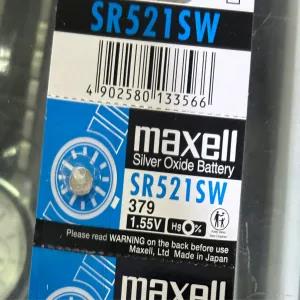 SR521SW
4 902580 133566
maxell
Silver Oxide Battery
SR521SW
379
1.55V Hg0%
Please read WARNING on the back before use
Maxell, Ltd Made in Japan